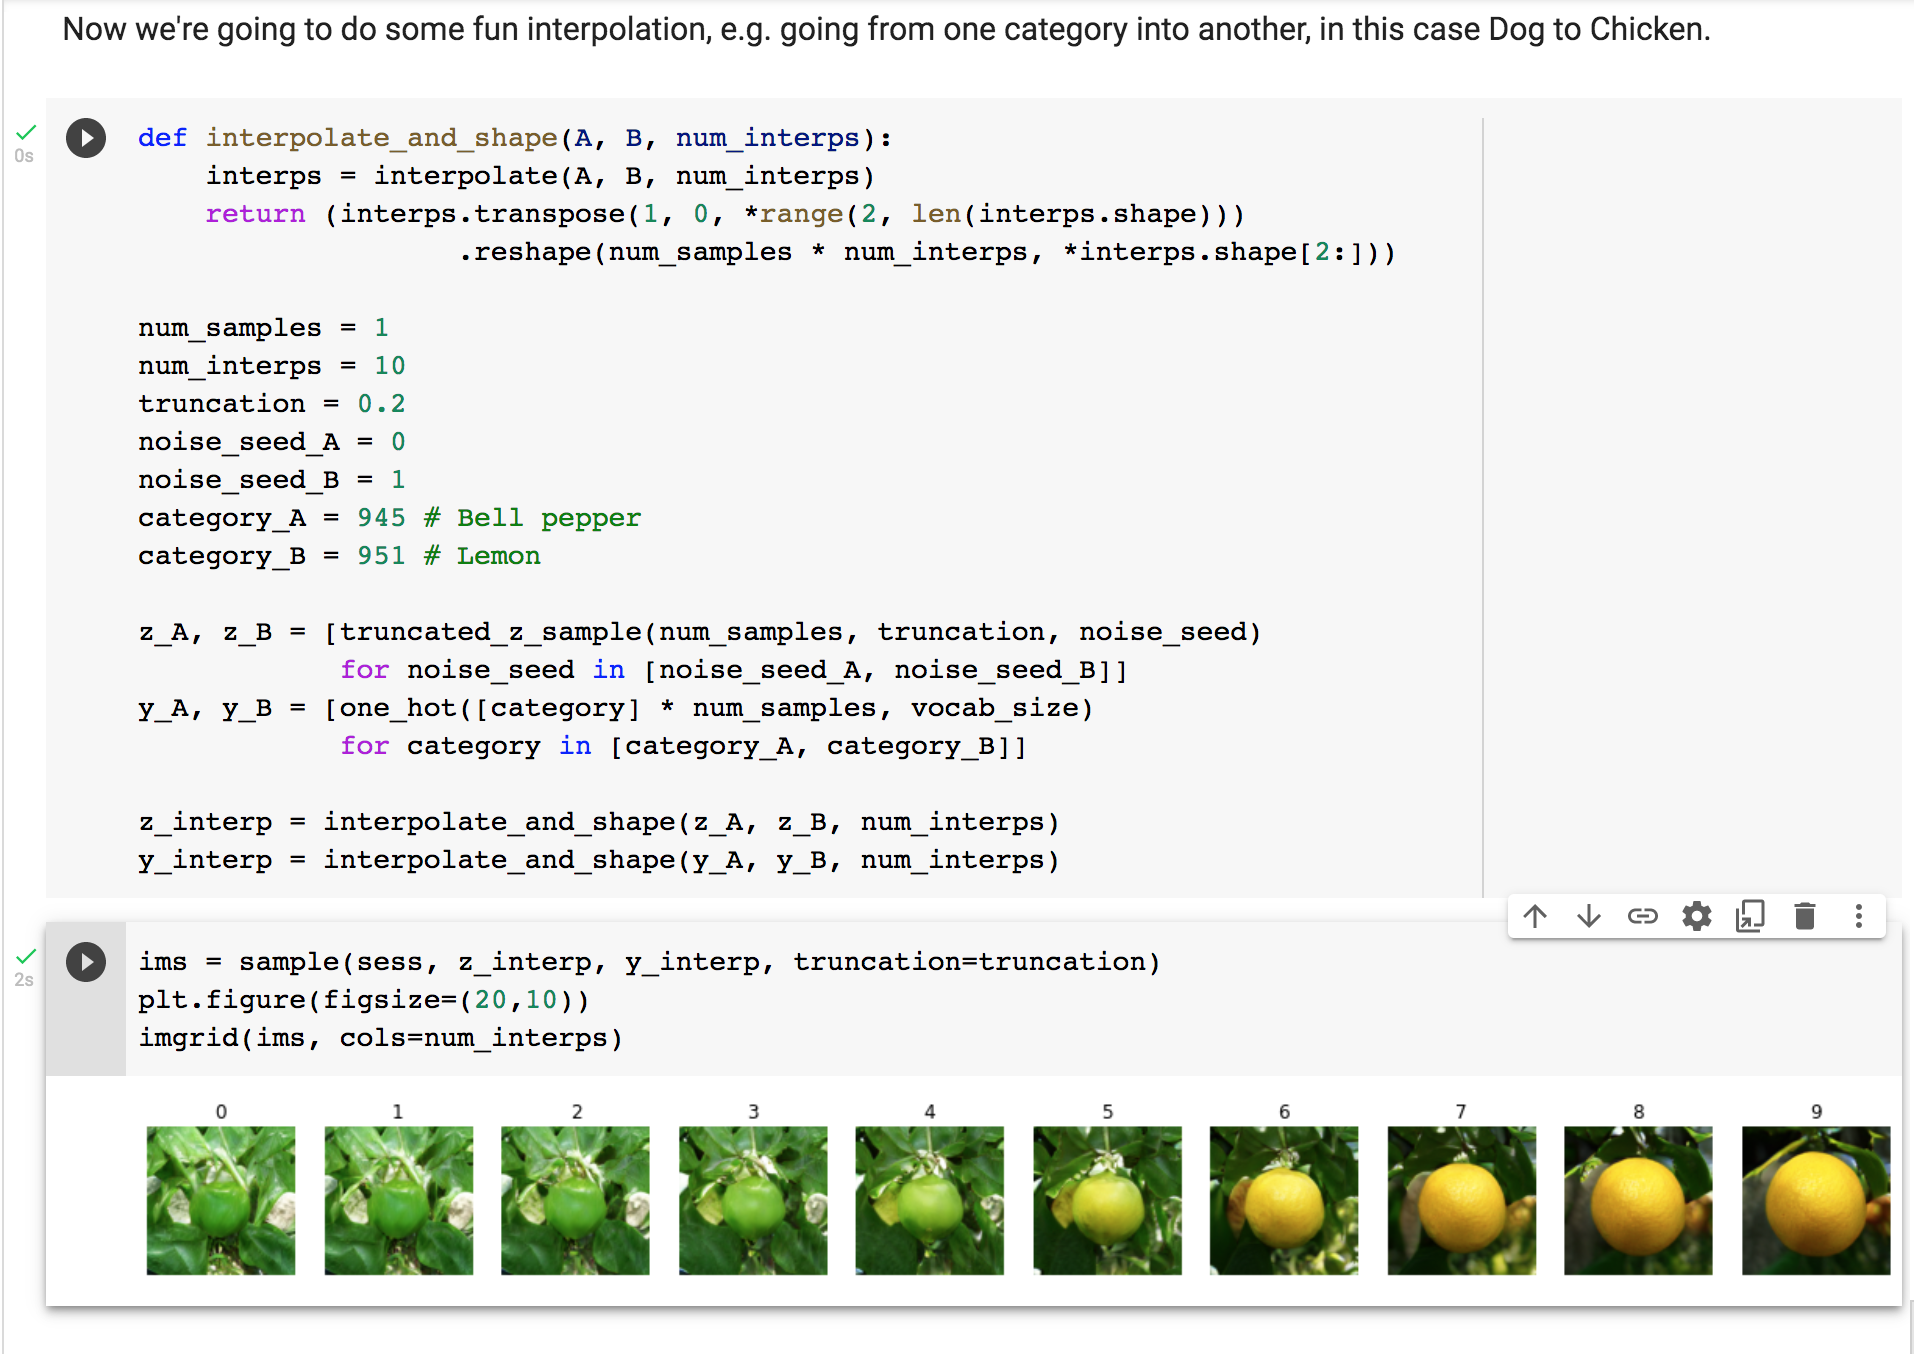 Now we're going to do some fun interpolation, e.g. going from one category into another, in this case Dog to Chicken.
0s
def interpolate_and_shape(A, B, num_interps):
    interps = interpolate(A, B, num_interps)
    return (interps.transpose(1, 0, *range(2, len(interps.shape)))
                   .reshape(num_samples * num_interps, *interps.shape[2:]))
num_samples = 1
num_interps = 10
truncation = 0.2
noise_seed_A = 0
noise_seed_B = 1
category_A = 945 # Bell pepper
category_B = 951 # Lemon
z_A, z_B = [truncated_z_sample(num_samples, truncation, noise_seed)
            for noise_seed in [noise_seed_A, noise_seed_B]]
y_A, y_B = [one_hot([category] * num_samples, vocab_size)
            for category in [category_A, category_B]]
z_interp = interpolate_and_shape(z_A, z_B, num_interps)
y_interp = interpolate_and_shape(y_A, y_B, num_interps)
2s
ims = sample(sess, z_interp, y_interp, truncation=truncation)
plt.figure(figsize=(20,10))
imgrid(ims, cols=num_interps)
0 1 2 3 4 5 6 7 8 9